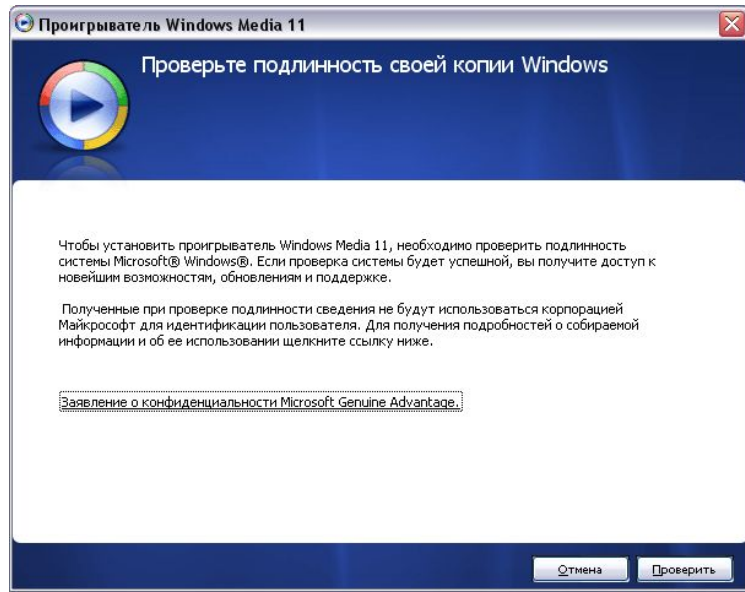 Проигрыватель Windows Media 11
Проверьте подлинность своей копии Windows
Чтобы установить проигрыватель Windows Media 11, необходимо проверить подлинность
системы Microsoft® Windows®. Если проверка системы будет успешной, вы получите доступ к
новейшим возможностям, обновлениям и поддержке.
Полученные при проверке подлинности сведения не будут использоваться корпорацией
Майкрософт для идентификации пользователя. Для получения подробностей о собираемой
информации и об ее использовании щелкните ссылку ниже.
Заявление о конфиденциальности Microsoft Genuine Advantage.
Отмена Проверить